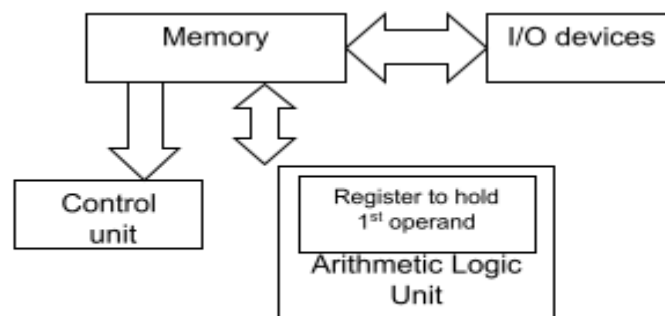 Memory
I/O devices
Control
unit
Register to hold
1st operand
Arithmetic Logic
Unit